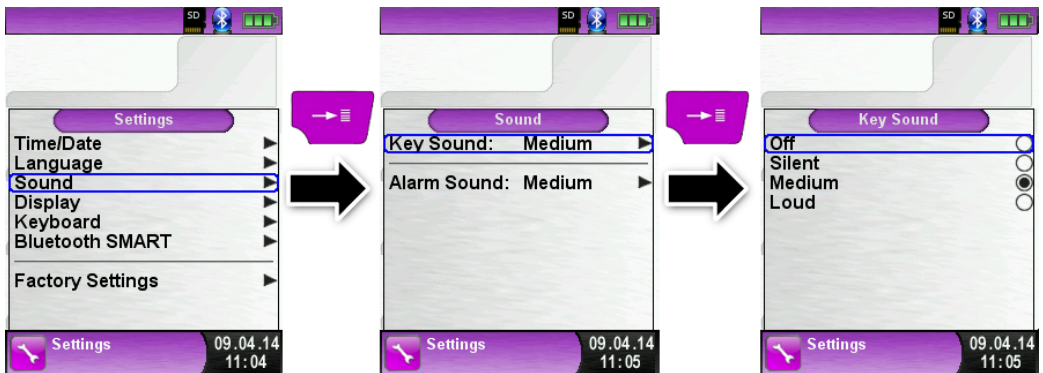 SD
Settings
Time/Date
Language
Sound
Display
Keyboard
Bluetooth SMART
Factory Settings
Settings
09.04.14
11:04
SD
Sound
Key Sound: Medium
Alarm Sound: Medium
Settings
09.04.14
11:05
SD
Key Sound
Off
Silent
Medium
Loud
Settings
09.04.14
11:05